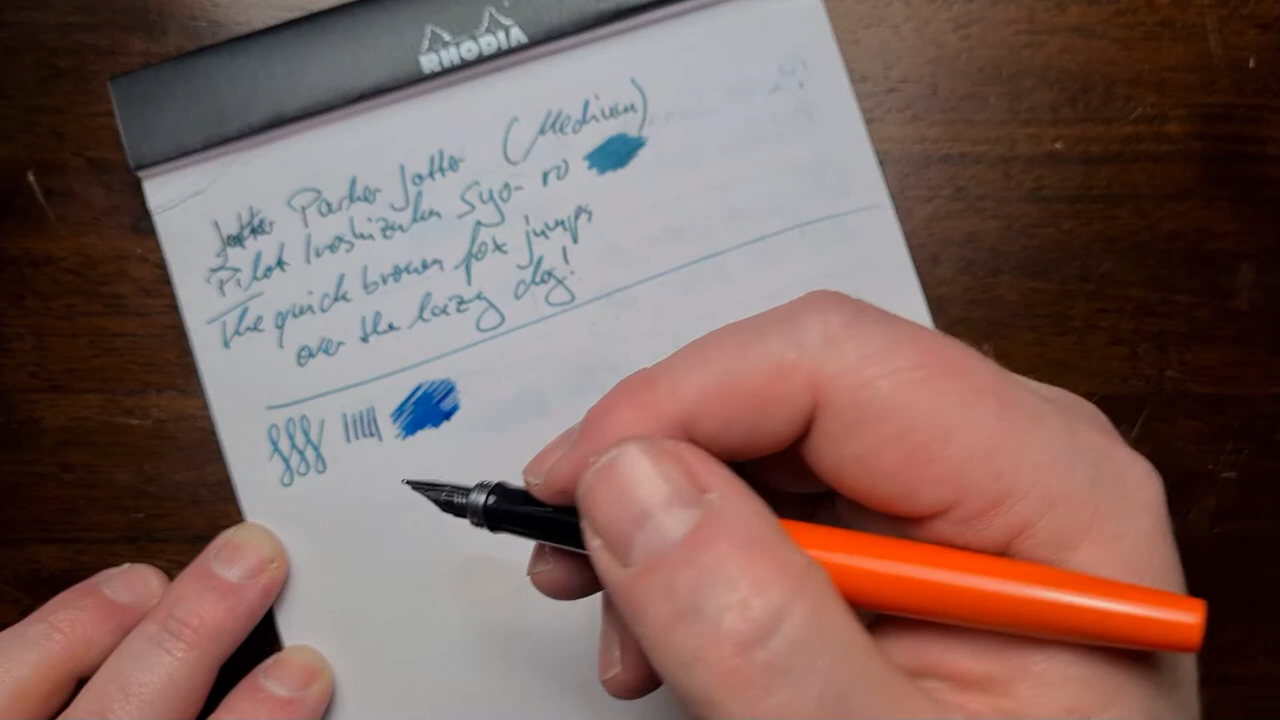 RHODIA
Jotter Parker Jotter (Medium)
Pilot Iroshizuku Syo-ro
The quick brown fox jumps
over the lazy dog!